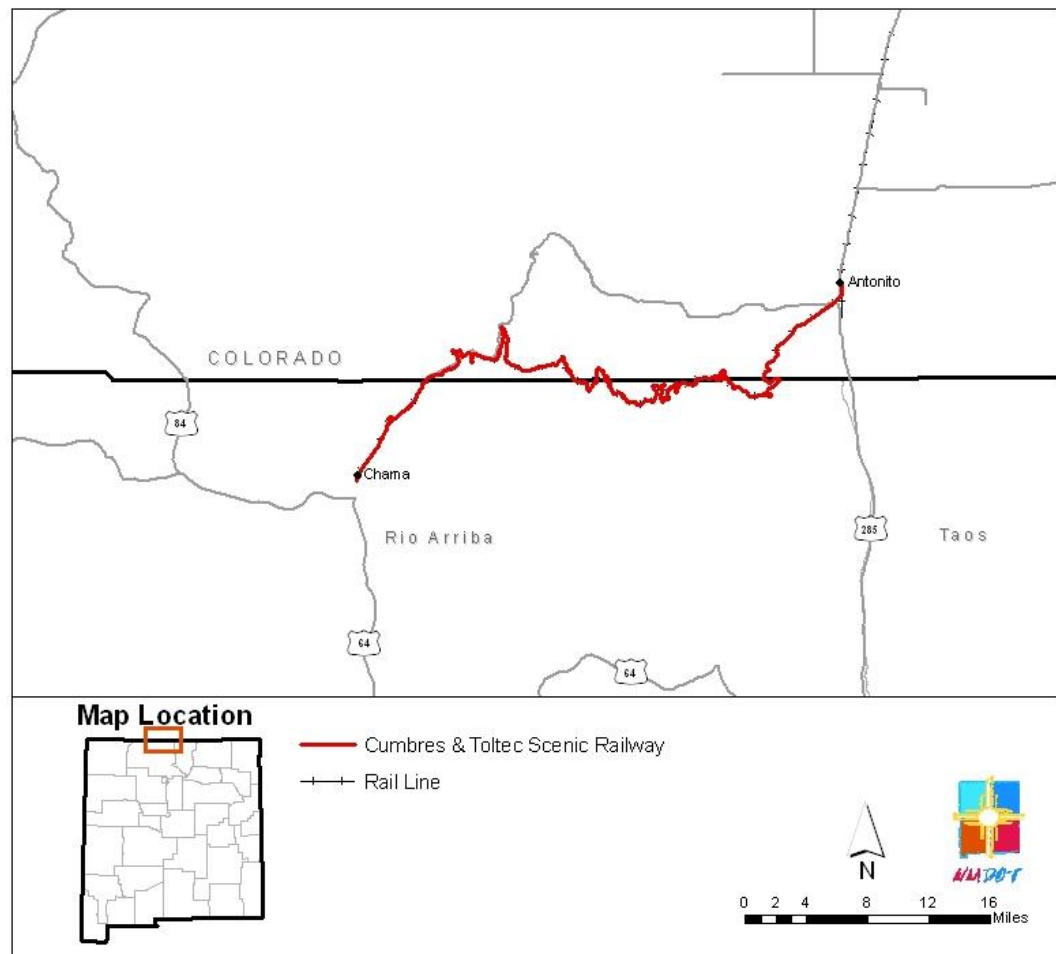 Antonito
COLORADO
84
Chama
Rio Arriba
285
Taos
64
64
Map Location
Cumbres & Toltec Scenic Railway
Rail Line
N
NMDOT
0 2 4 8 12 16
Miles